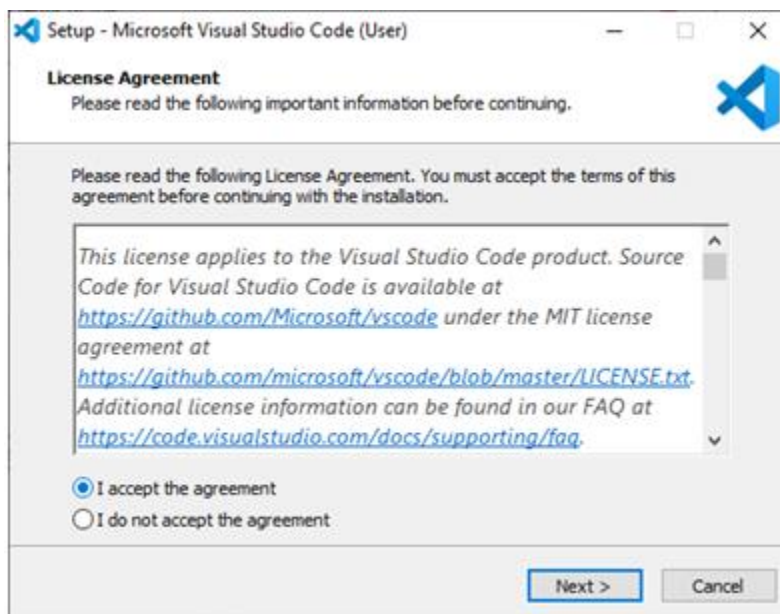 Setup - Microsoft Visual Studio Code (User)
License Agreement
Please read the following important information before continuing.
Please read the following License Agreement. You must accept the terms of this
agreement before continuing with the installation.
This license applies to the Visual Studio Code product. Source
Code for Visual Studio Code is available at
https://github.com/Microsoft/vscode under the MIT license
agreement at
https://github.com/microsoft/vscode/blob/master/LICENSE.txt.
Additional license information can be found in our FAQ at
https://code.visualstudio.com/docs/supporting/faq.
I accept the agreement
I do not accept the agreement
Next > Cancel